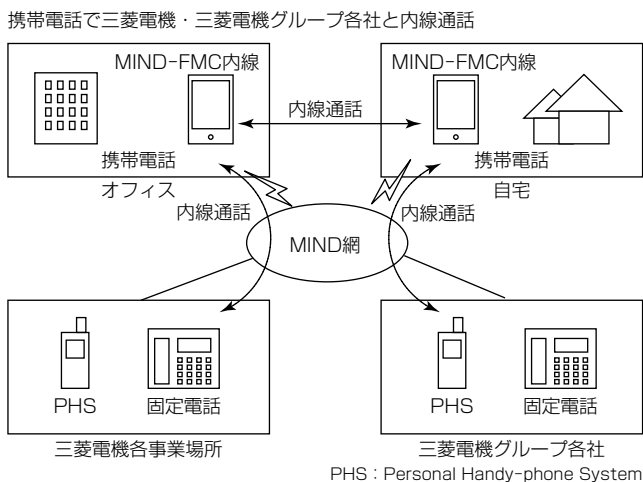 携帯電話で三菱電機・三菱電機グループ各社と内線通話
MIND-FMC内線
MIND-FMC内線
内線通話
携帯電話
携帯電話
オフィス
自宅
内線通話
内線通話
MIND網
PHS
固定電話
PHS
固定電話
三菱電機各事業場所
三菱電機グループ各社
PHS：Personal Handy-phone System